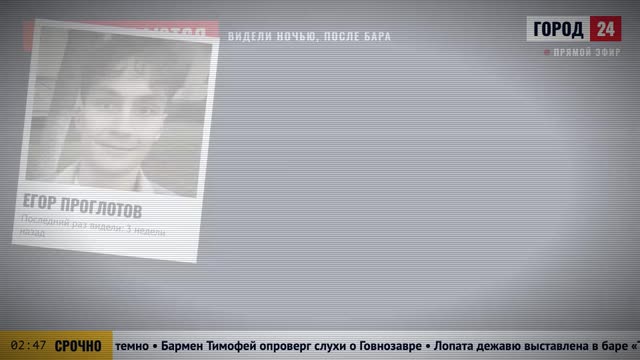 ВИДЕЛИ НОЧЬЮ, ПОСЛЕ БАРА
ГОРОД 24
ПРЯМОЙ ЭФИР
ЕГОР ПРОГЛОТОВ
Последний раз видели: 3 недели
назад
02:47 СРОЧНО темно • Бармен Тимофей опроверг слухи о Говнозавре • Лопата дежавю выставлена в баре «